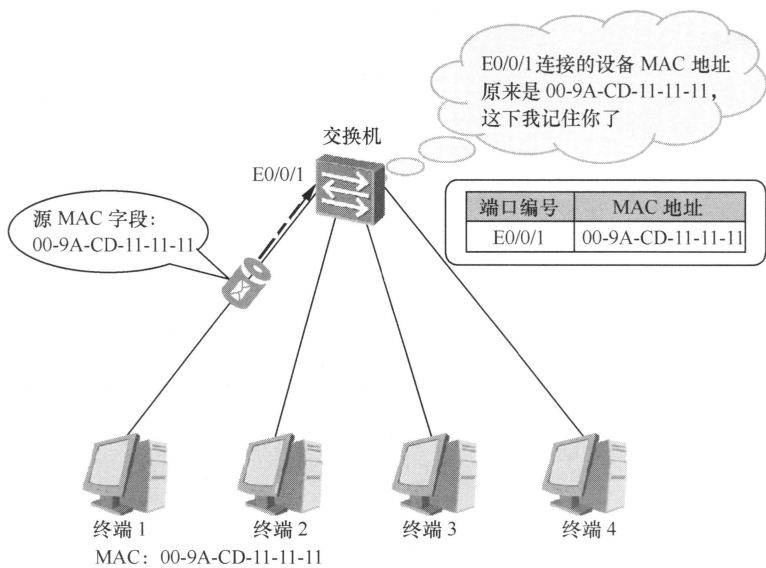 E0/0/1连接的设备 MAC 地址
原来是 00-9A-CD-11-11-11，
这下我记住你了
交换机
E0/0/1
源 MAC 字段：
00-9A-CD-11-11-11
端口编号 MAC 地址
E0/0/1 00-9A-CD-11-11-11
终端 1 终端 2 终端 3 终端 4
MAC：00-9A-CD-11-11-11